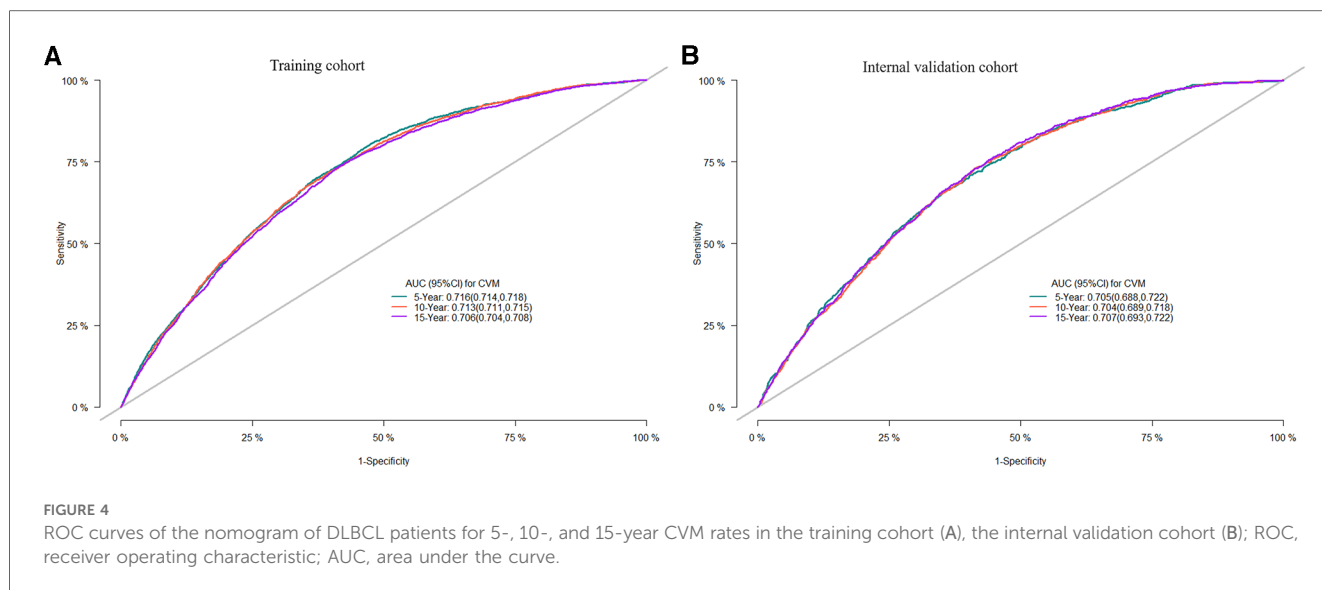 A
Training cohort
100 %
75 %
50 %
25 %
0 %
Sensitivity
AUC (95%CI) for CVM
5-Year: 0.716(0.714,0.718)
10-Year: 0.713(0.711,0.715)
15-Year: 0.706(0.704,0.708)
0 %
25 %
50 %
75 %
100 %
1-Specificity
B
Internal validation cohort
100 %
75 %
50 %
25 %
0 %
Sensitivity
AUC (95%CI) for CVM
5-Year: 0.705(0.688,0.722)
10-Year: 0.704(0.689,0.718)
15-Year: 0.707(0.693,0.722)
0 %
25 %
50 %
75 %
100 %
1-Specificity
FIGURE 4
ROC curves of the nomogram of DLBCL patients for 5-, 10-, and 15-year CVM rates in the training cohort (A), the internal validation cohort (B); ROC,
receiver operating characteristic; AUC, area under the curve.